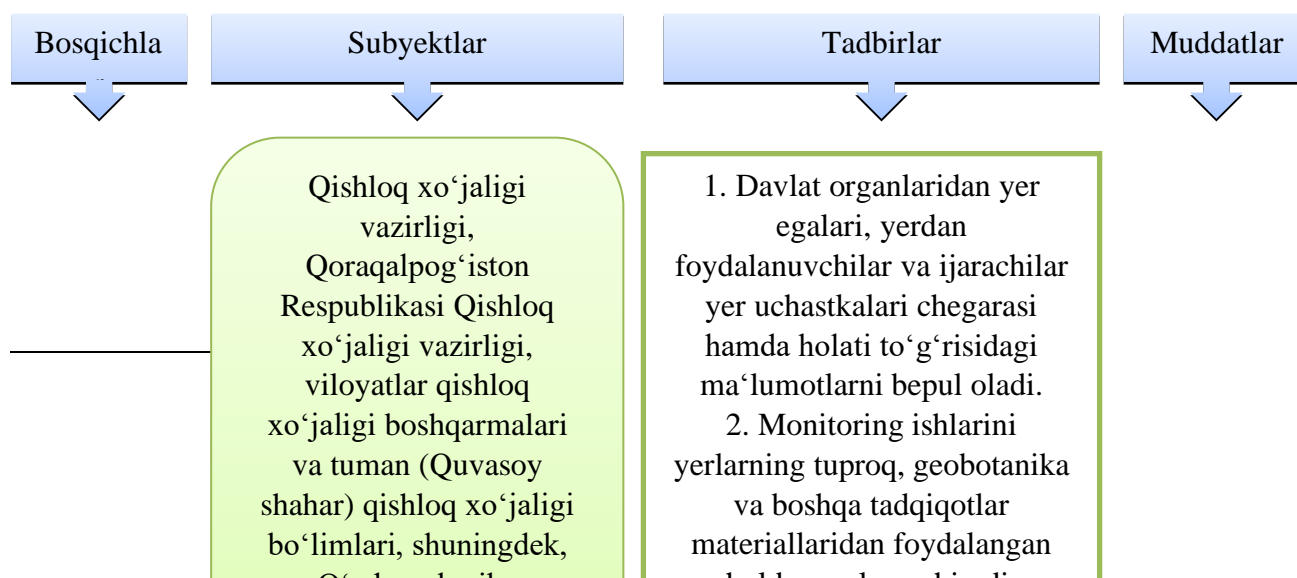 Bosqichla
Subyektlar
Tadbirlar
Muddatlar
Qishloq xo‘jaligi
vazirligi,
Qoraqalpog‘iston
Respublikasi Qishloq
xo‘jaligi vazirligi,
viloyatlar qishloq
xo‘jaligi boshqarmalari
va tuman (Quvasoy
shahar) qishloq xo‘jaligi
bo‘limlari, shuningdek,
1. Davlat organlaridan yer
egalari, yerdan
foydalanuvchilar va ijarachilar
yer uchastkalari chegarasi
hamda holati to‘g‘risidagi
ma‘lumotlarni bepul oladi.
2. Monitoring ishlarini
yerlarning tuproq, geobotanika
va boshqa tadqiqotlar
materiallaridan foydalangan